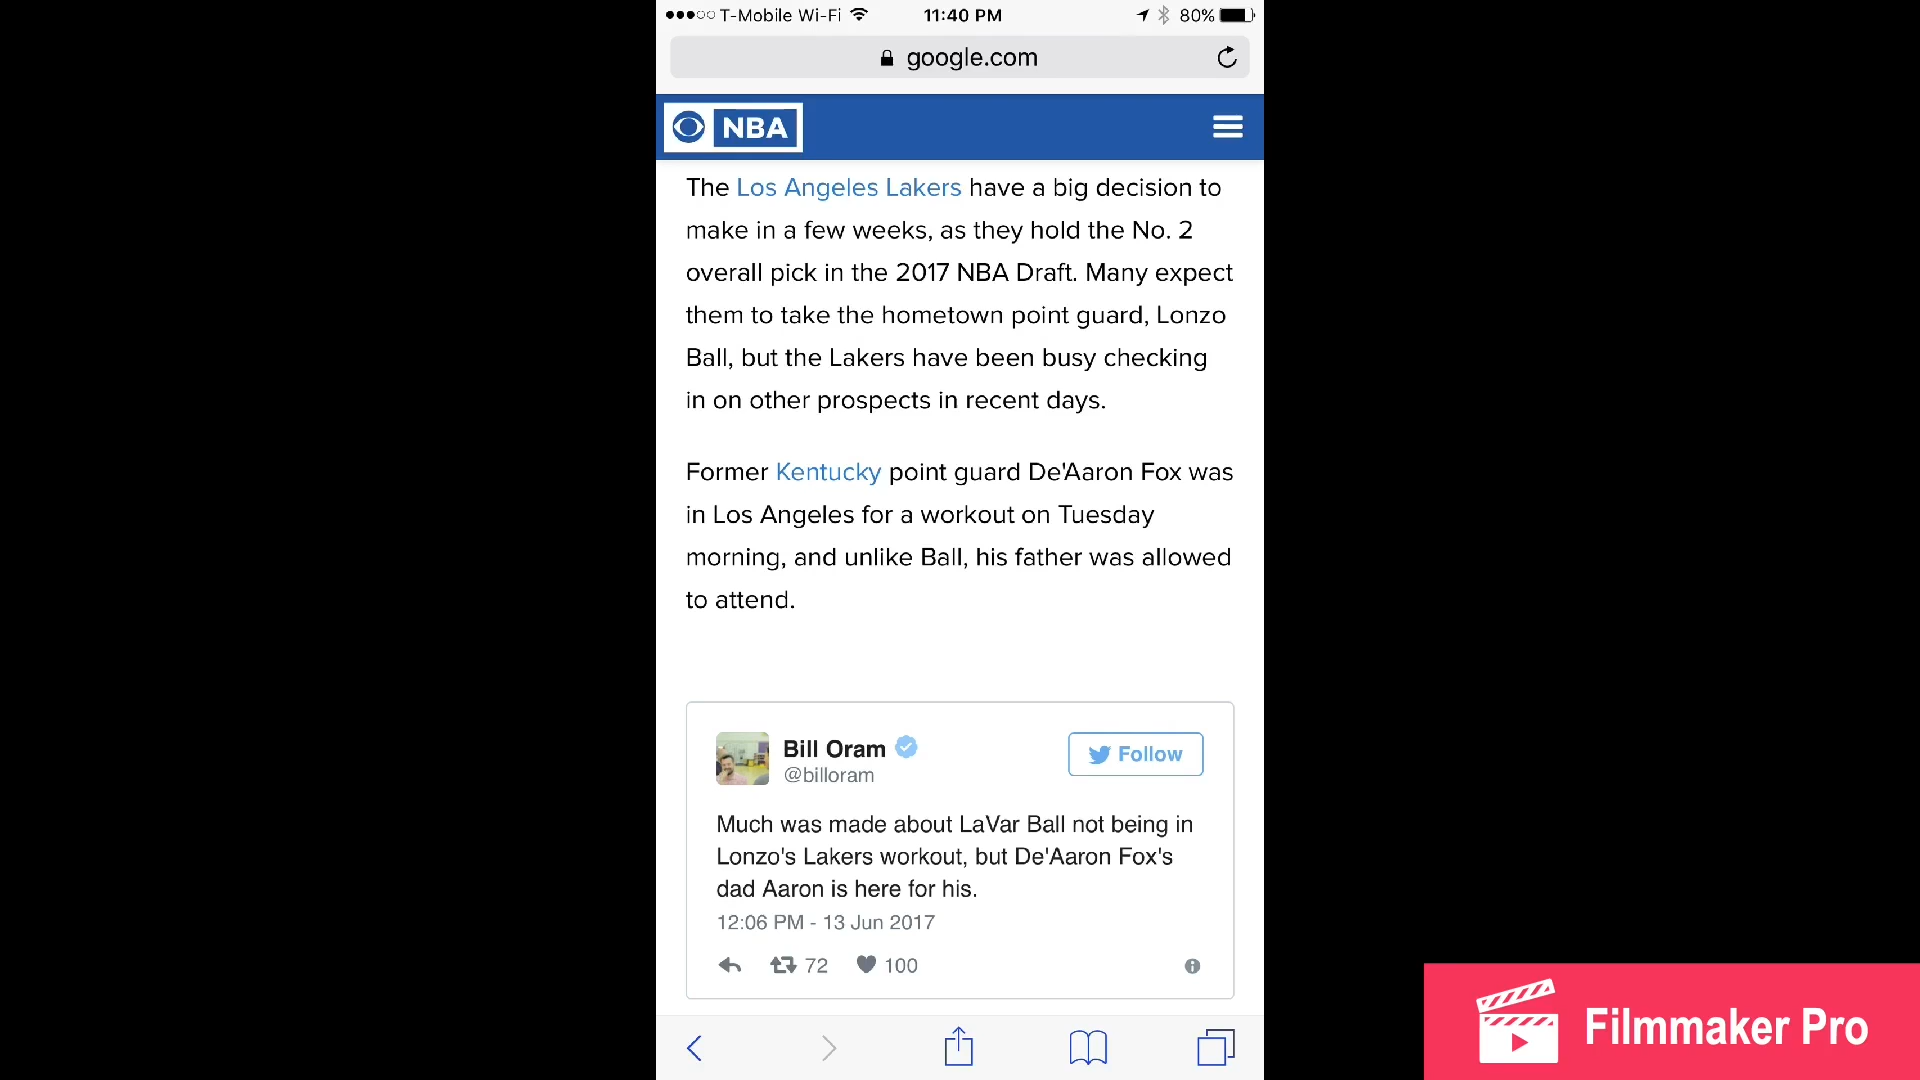 T-Mobile Wi-Fi 11:40 PM 80%
google.com
NBA
The Los Angeles Lakers have a big decision to
make in a few weeks, as they hold the No. 2
overall pick in the 2017 NBA Draft. Many expect
them to take the hometown point guard, Lonzo
Ball, but the Lakers have been busy checking
in on other prospects in recent days.
Former Kentucky point guard De'Aaron Fox was
in Los Angeles for a workout on Tuesday
morning, and unlike Ball, his father was allowed
to attend.
Bill Oram
@billoram
Follow
Much was made about LaVar Ball not being in
Lonzo's Lakers workout, but De'Aaron Fox's
dad Aaron is here for his.
12:06 PM - 13 Jun 2017
72 100
Filmmaker Pro